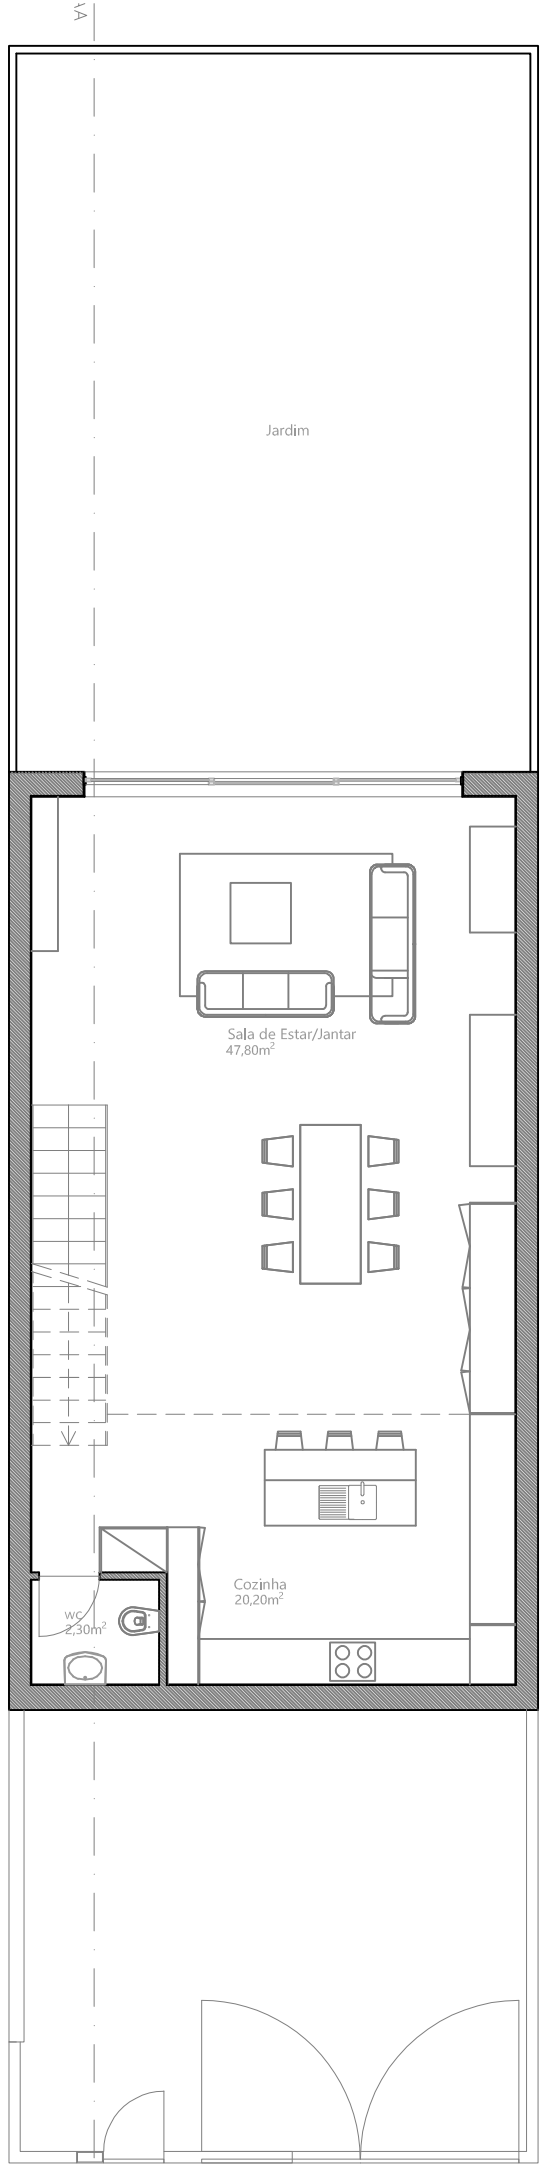 Jardim
Sala de Estar/Jantar
47,80m²
Cozinha
20,20m²
wc
2,30m²